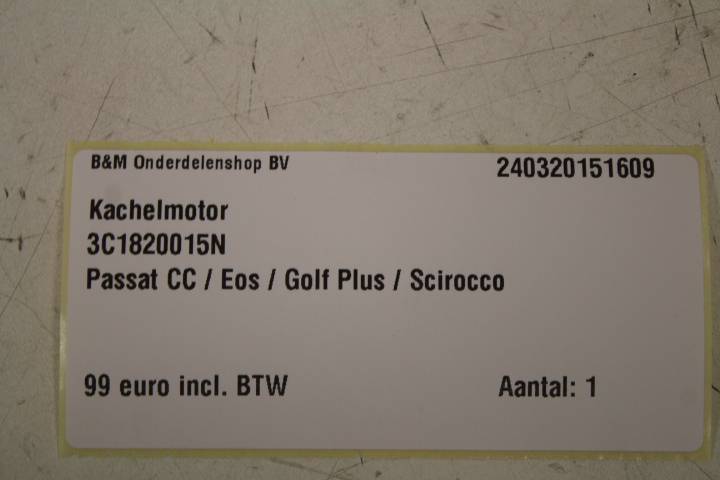 B&M Onderdelenshop BV 240320151609
Kachelmotor
3C1820015N
Passat CC / Eos / Golf Plus / Scirocco
99 euro incl. BTW Aantal: 1